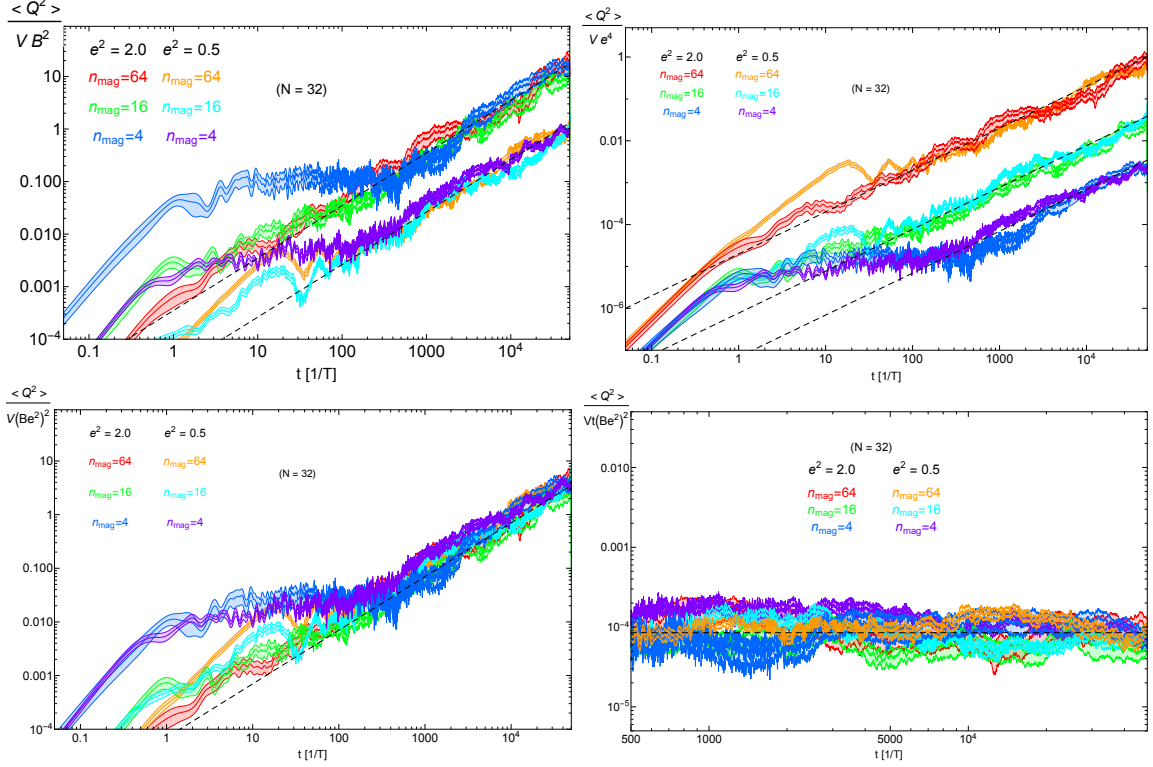 < Q² >
V B²
e² = 2.0 e² = 0.5
n_mag=64 n_mag=64
n_mag=16 n_mag=16
n_mag=4 n_mag=4
(N = 32)
10
1
0.100
0.010
0.001
10⁻⁴
0.1 1 10 100 1000 10⁴
t [1/T]
< Q² >
V e⁴
e² = 2.0 e² = 0.5
n_mag=64 n_mag=64
n_mag=16 n_mag=16
n_mag=4 n_mag=4
(N = 32)
1
0.01
10⁻⁴
10⁻⁶
0.1 1 10 100 1000 10⁴
t [1/T]
< Q² >
V(Be²)²
e² = 2.0 e² = 0.5
n_mag=64 n_mag=64
n_mag=16 n_mag=16
n_mag=4 n_mag=4
(N = 32)
10
1
0.100
0.010
0.001
10⁻⁴
0.1 1 10 100 1000 10⁴
t [1/T]
< Q² >
Vt(Be²)²
(N = 32)
e² = 2.0 e² = 0.5
n_mag=64 n_mag=64
n_mag=16 n_mag=16
n_mag=4 n_mag=4
0.010
0.001
10⁻⁴
10⁻⁵
500 1000 10⁴
t [1/T]